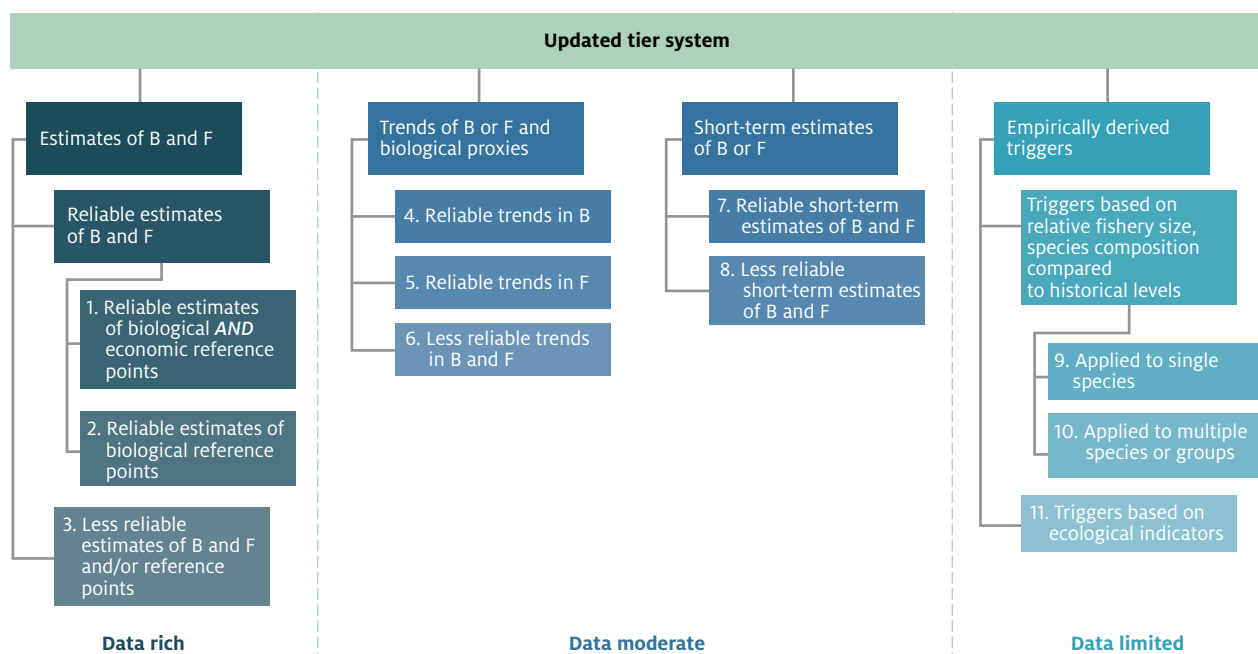 Updated tier system
Estimates of B and F
Reliable estimates
of B and F
1. Reliable estimates
of biological AND
economic reference
points
2. Reliable estimates of
biological reference
points
3. Less reliable
estimates of B and F
and/or reference
points
Data rich
Trends of B or F and
biological proxies
4. Reliable trends in B
5. Reliable trends in F
6. Less reliable trends
in B and F
Short-term estimates
of B or F
7. Reliable short-term
estimates of B and F
8. Less reliable
short-term estimates
of B and F
Data moderate
Empirically derived
triggers
Triggers based on
relative fishery size,
species composition
compared
to historical levels
9. Applied to single
species
10. Applied to multiple
species or groups
11. Triggers based on
ecological indicators
Data limited